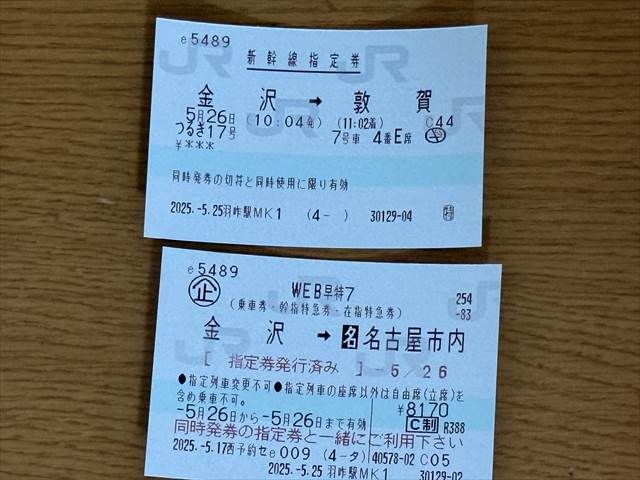 e5489
新幹線指定券
金沢 → 敦賀
5月26日 (10:04発) (11:02着) C44
つるぎ17号 7号車 4番E席
¥***
同時発券の切符と同時使用に限り有効
2025.-5.25羽咋駅MK1 (4- ) 30129-04 特
e5489
企 WEB早特7 254
(乗車券・幹指特急券・在指特急券) -83
金沢 → 名名古屋市内
[ 指定券発行済み ] -5/26
●指定列車変更不可●指定列車の座席以外は自由席(立席)を
含め乗車不可。 ¥8170
-5月26日から-5月26日まで有効 C制 R388
同時発券の指定券と一緒にご利用下さい
2025.-5.17西予約セe009 (4-タ) 40578-02 C05
2025.-5.25 羽咋駅MK1 30129-02